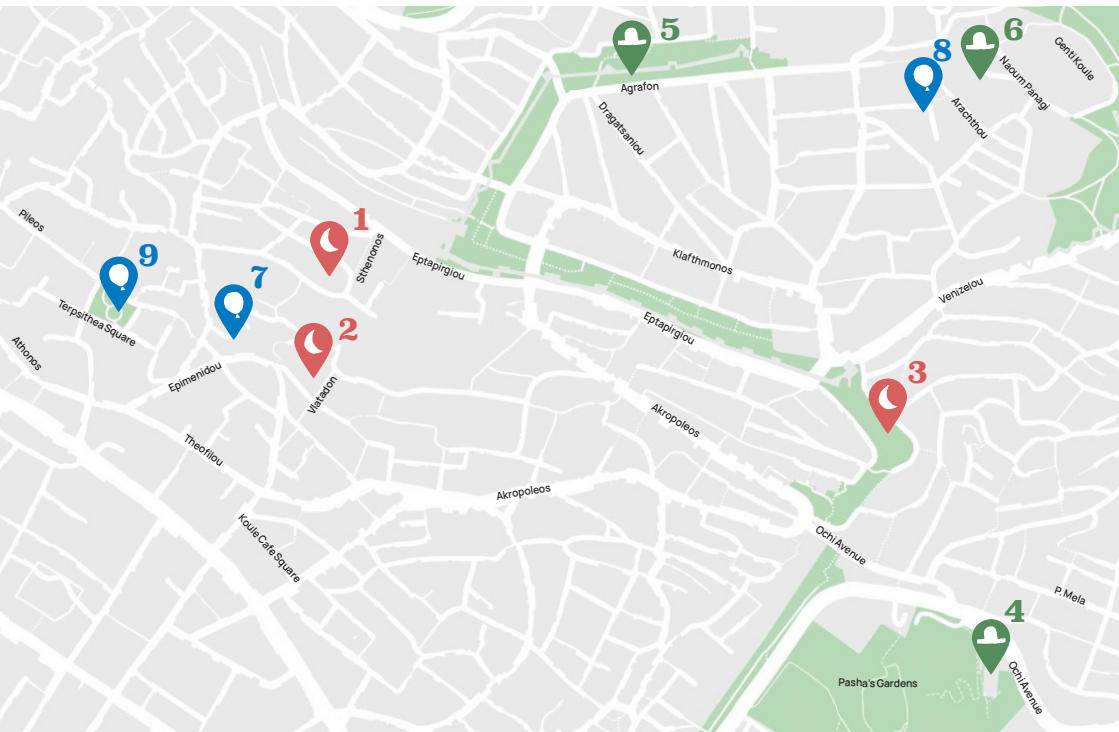 5
6
Genti Koule
8
Naoum Panagi
Agrafon
Arachthou
Dragatsaniou
1
Pileos
Sthenonos
9
Eptapirgiou
Klafthmonos
7
Venizelou
Terpsithea Square
2
Eptapirgiou
Athonos
3
Epimenidou
Vlatadon
Akropoleos
Theofilou
Akropoleos
Koule Cafe Square
Ochi Avenue
P. Mela
4
Pasha's Gardens
Ochi Avenue